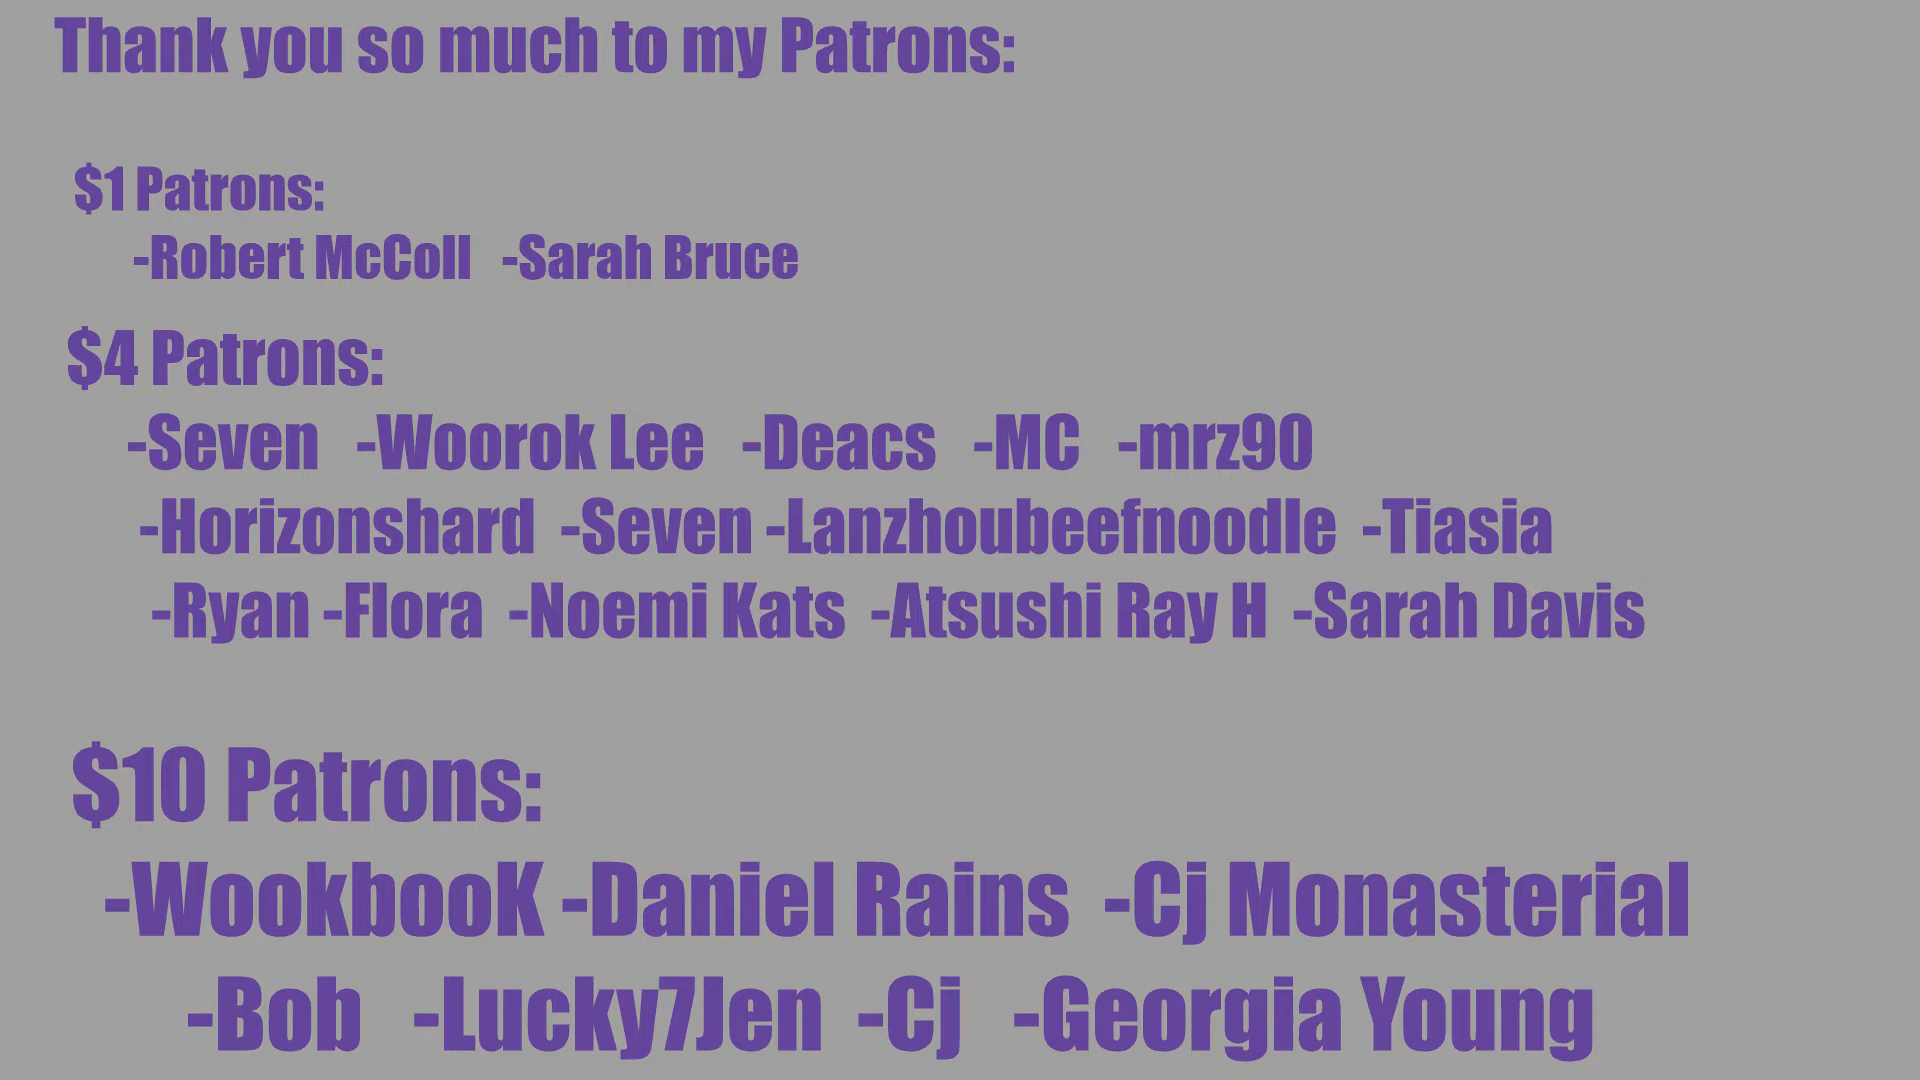 Thank you so much to my Patrons:
$1 Patrons:
-Robert McColl -Sarah Bruce
$4 Patrons:
-Seven -Woorok Lee -Deacs -MC -mrz90
-Horizonshard -Seven -Lanzhoubeefnoodle -Tiasia
-Ryan -Flora -Noemi Kats -Atsushi Ray H -Sarah Davis
$10 Patrons:
-WookbooK -Daniel Rains -Cj Monasterial
-Bob -Lucky7Jen -Cj -Georgia Young